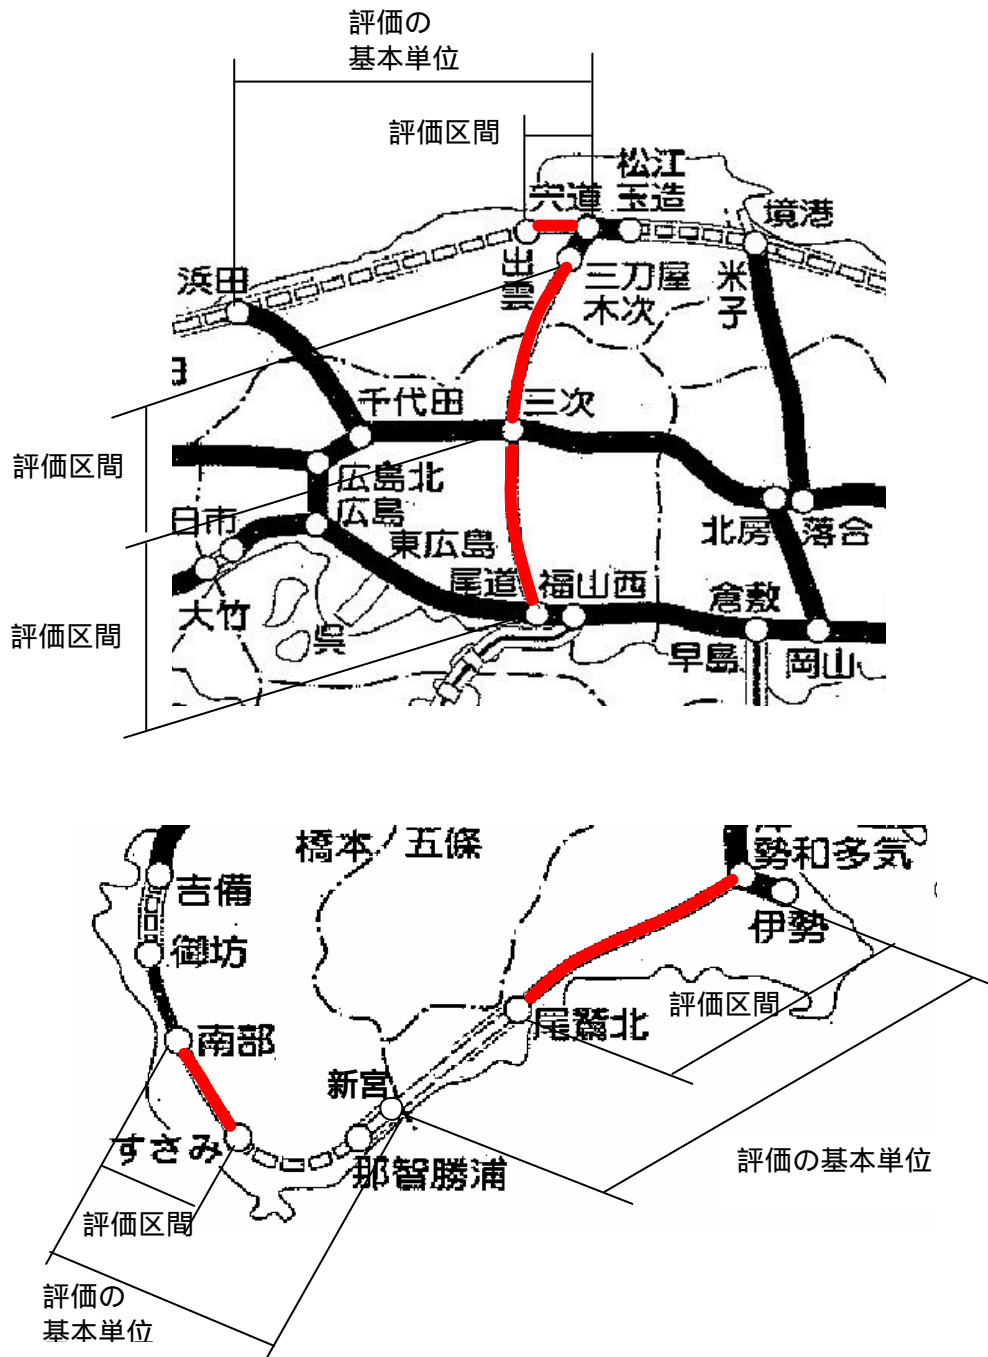 評価の
基本単位
評価区間
松江
宍道 玉造
境港
出雲
三刀屋
木次
米子
浜田
千代田
三次
評価区間
広島北
広島
日市
東広島
北房 落合
尾道 福山西
倉敷
大竹
呉
早島 岡山
評価区間
橋本 五條
勢和多気
吉備
伊勢
御坊
評価区間
尾鷲北
南部
新宮
すさみ
那智勝浦
評価の基本単位
評価区間
評価の
基本単位